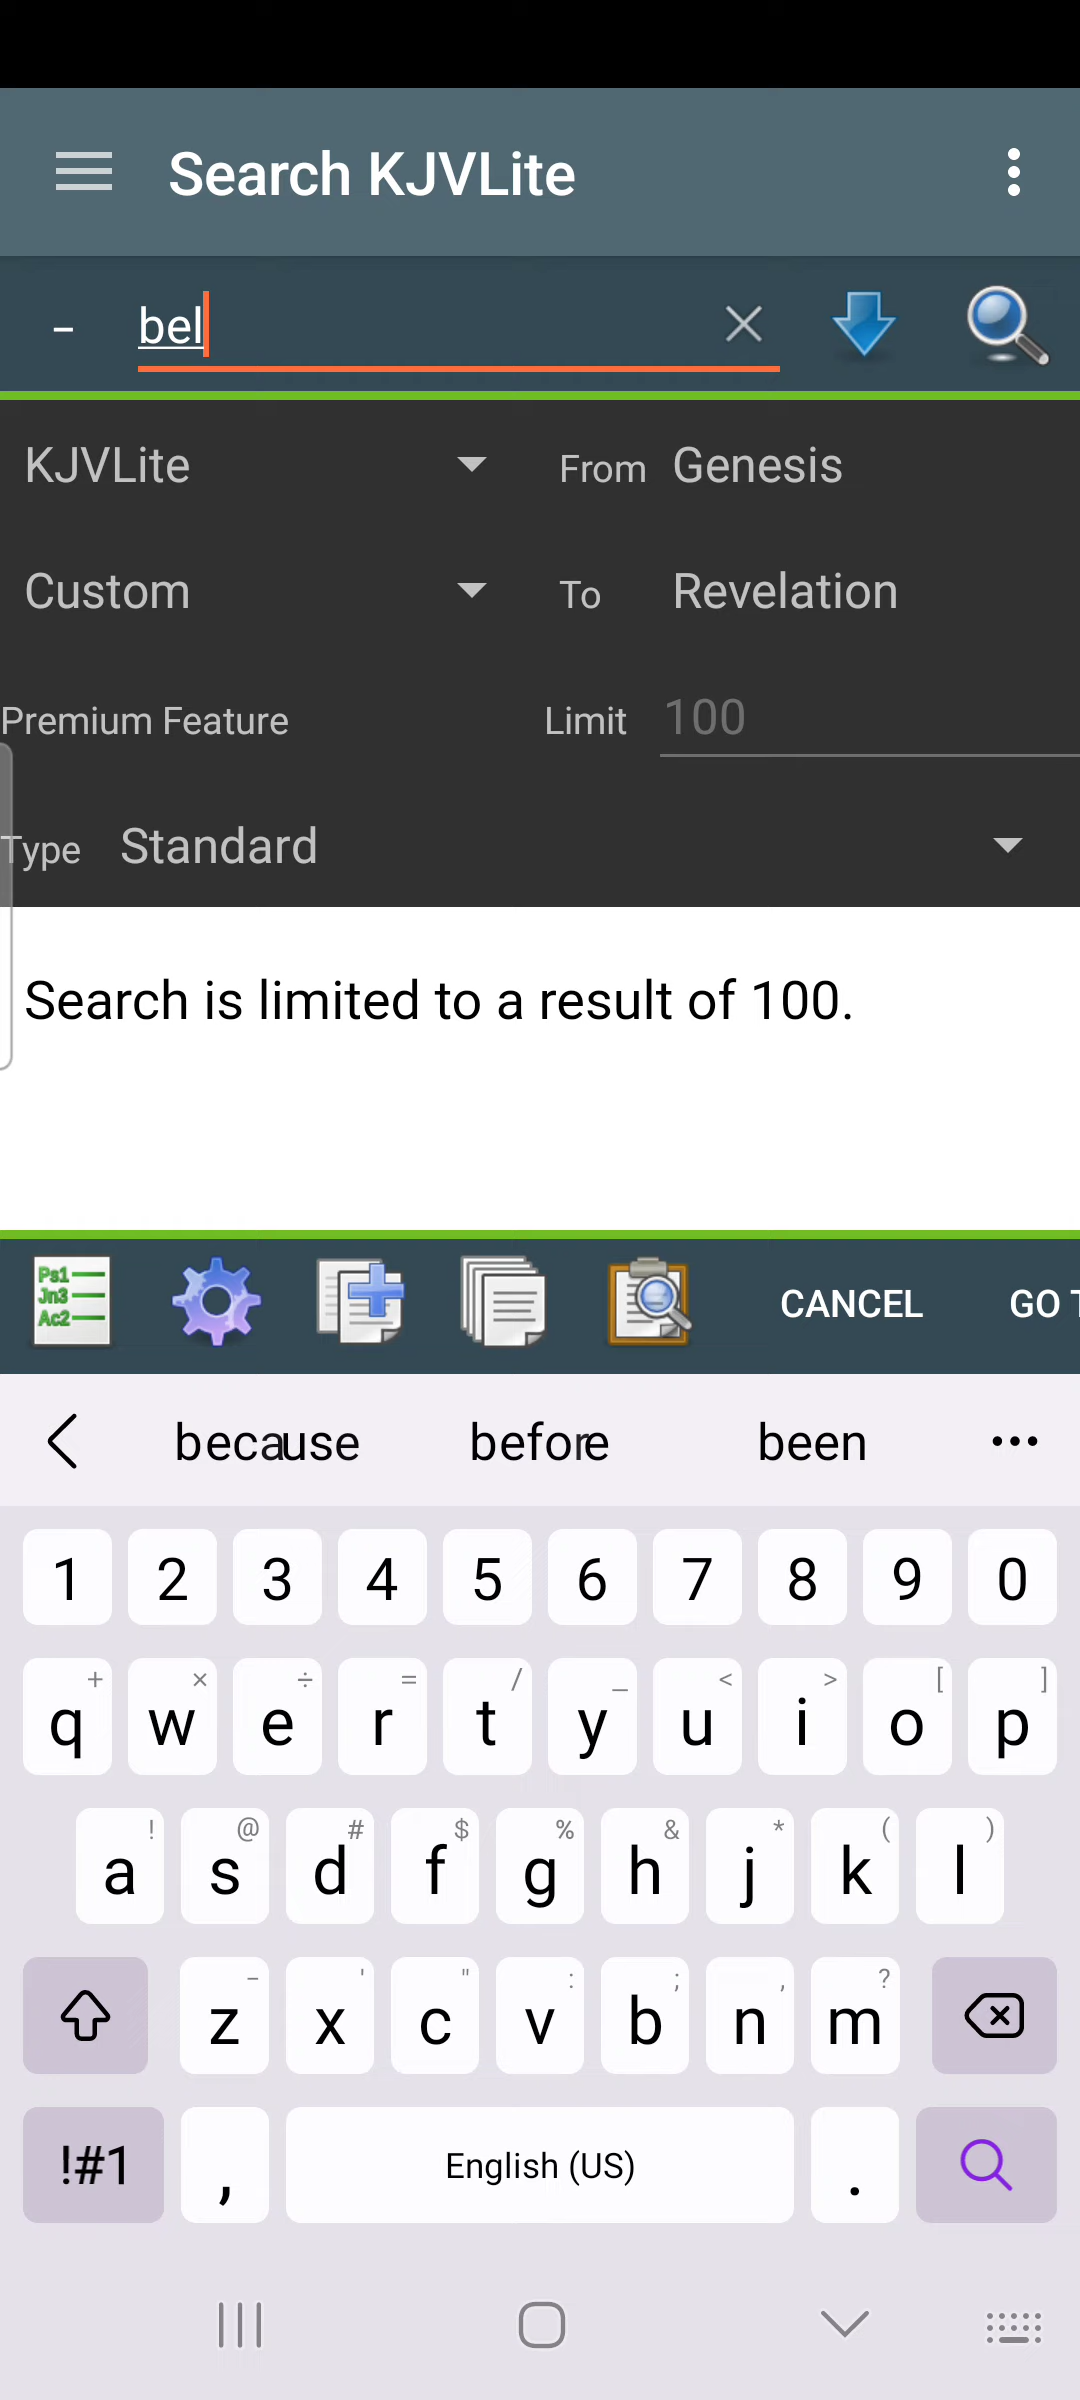 Search KJVLite
- bel
KJVLite From Genesis
Custom To Revelation
Premium Feature Limit 100
Type Standard
Search is limited to a result of 100.
Ps1
Jn3
Ac2
CANCEL GO T
because before been ...
1 2 3 4 5 6 7 8 9 0
+ × ÷ = / _ < > [ ]
q w e r t y u i o p
! @ # $ % & * ( )
a s d f g h j k l
- ' " : ; , ?
z x c v b n m
!#1 , English (US) .